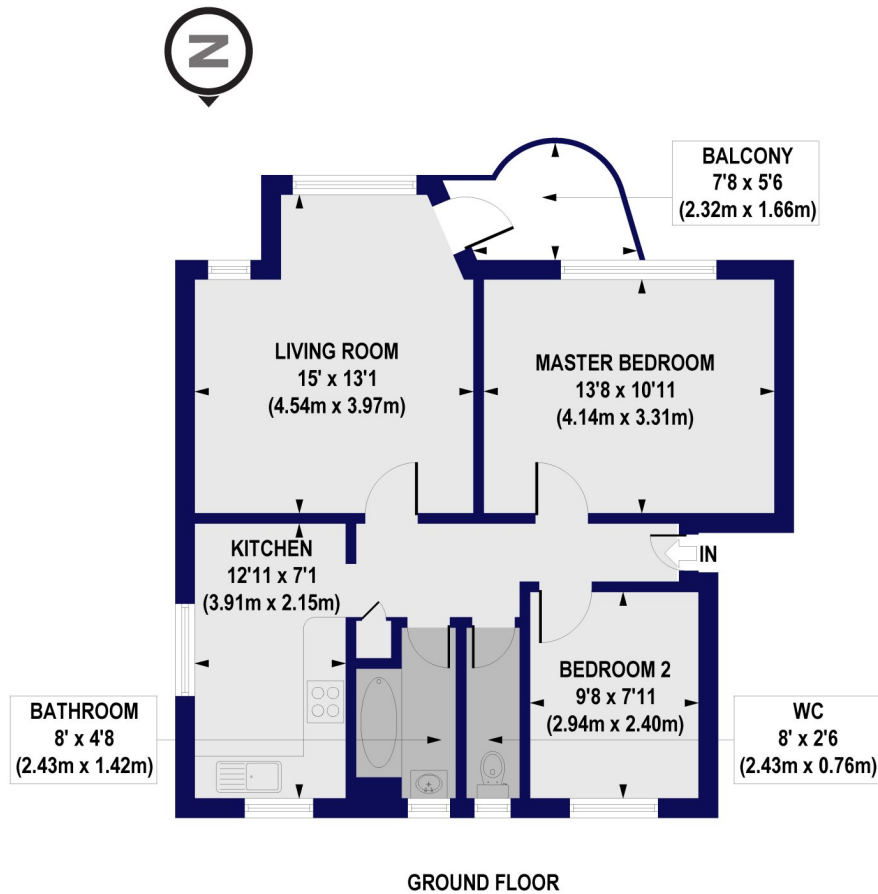 N
BALCONY
7'8 x 5'6
(2.32m x 1.66m)
LIVING ROOM
15' x 13'1
(4.54m x 3.97m)
MASTER BEDROOM
13'8 x 10'11
(4.14m x 3.31m)
KITCHEN
12'11 x 7'1
(3.91m x 2.15m)
IN
BEDROOM 2
9'8 x 7'11
(2.94m x 2.40m)
BATHROOM
8' x 4'8
(2.43m x 1.42m)
WC
8' x 2'6
(2.43m x 0.76m)
GROUND FLOOR